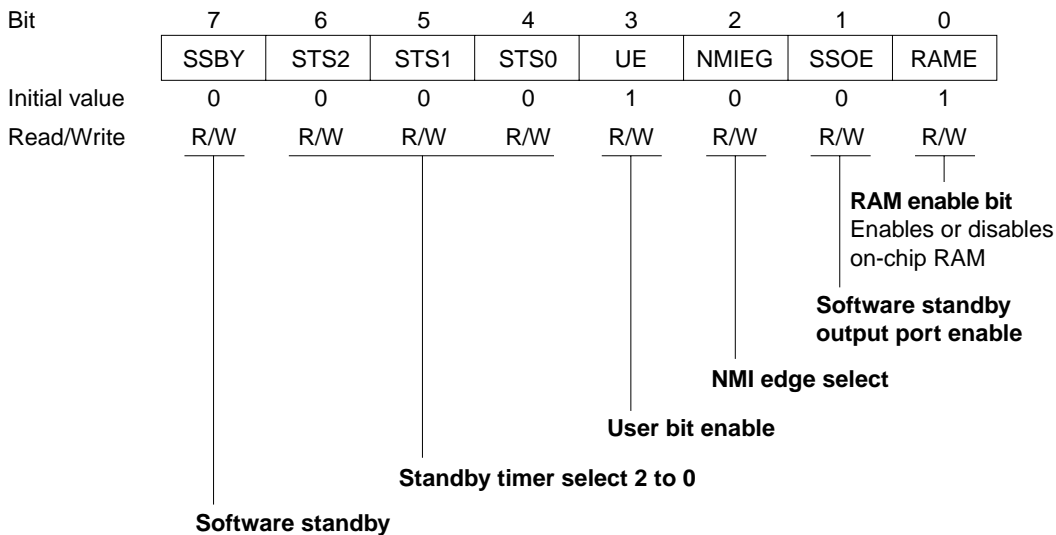 Bit 7 6 5 4 3 2 1 0
SSBY STS2 STS1 STS0 UE NMIEG SSOE RAME
Initial value 0 0 0 0 1 0 0 1
Read/Write R/W R/W R/W R/W R/W R/W R/W R/W
RAM enable bit
Enables or disables
on-chip RAM
Software standby
output port enable
NMI edge select
User bit enable
Standby timer select 2 to 0
Software standby